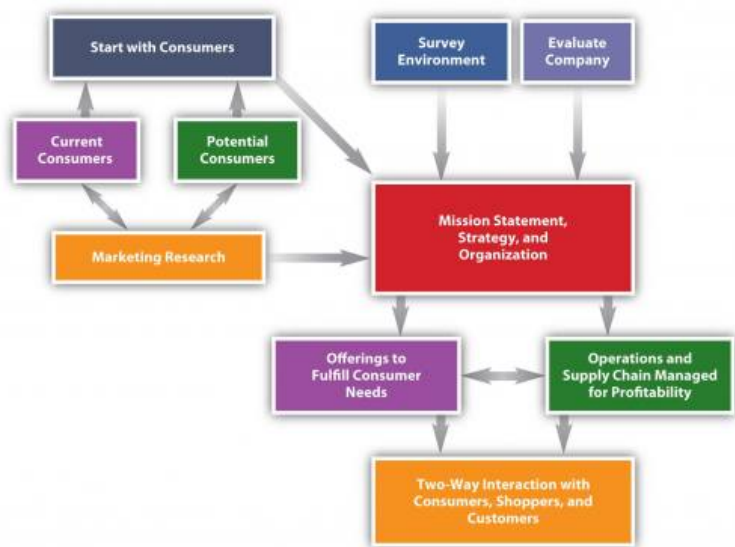 Start with Consumers
Survey
Environment
Evaluate
Company
Current
Consumers
Potential
Consumers
Marketing Research
Mission Statement,
Strategy, and
Organization
Offerings to
Fulfill Consumer
Needs
Operations and
Supply Chain Managed
for Profitability
Two-Way Interaction with
Consumers, Shoppers, and
Customers